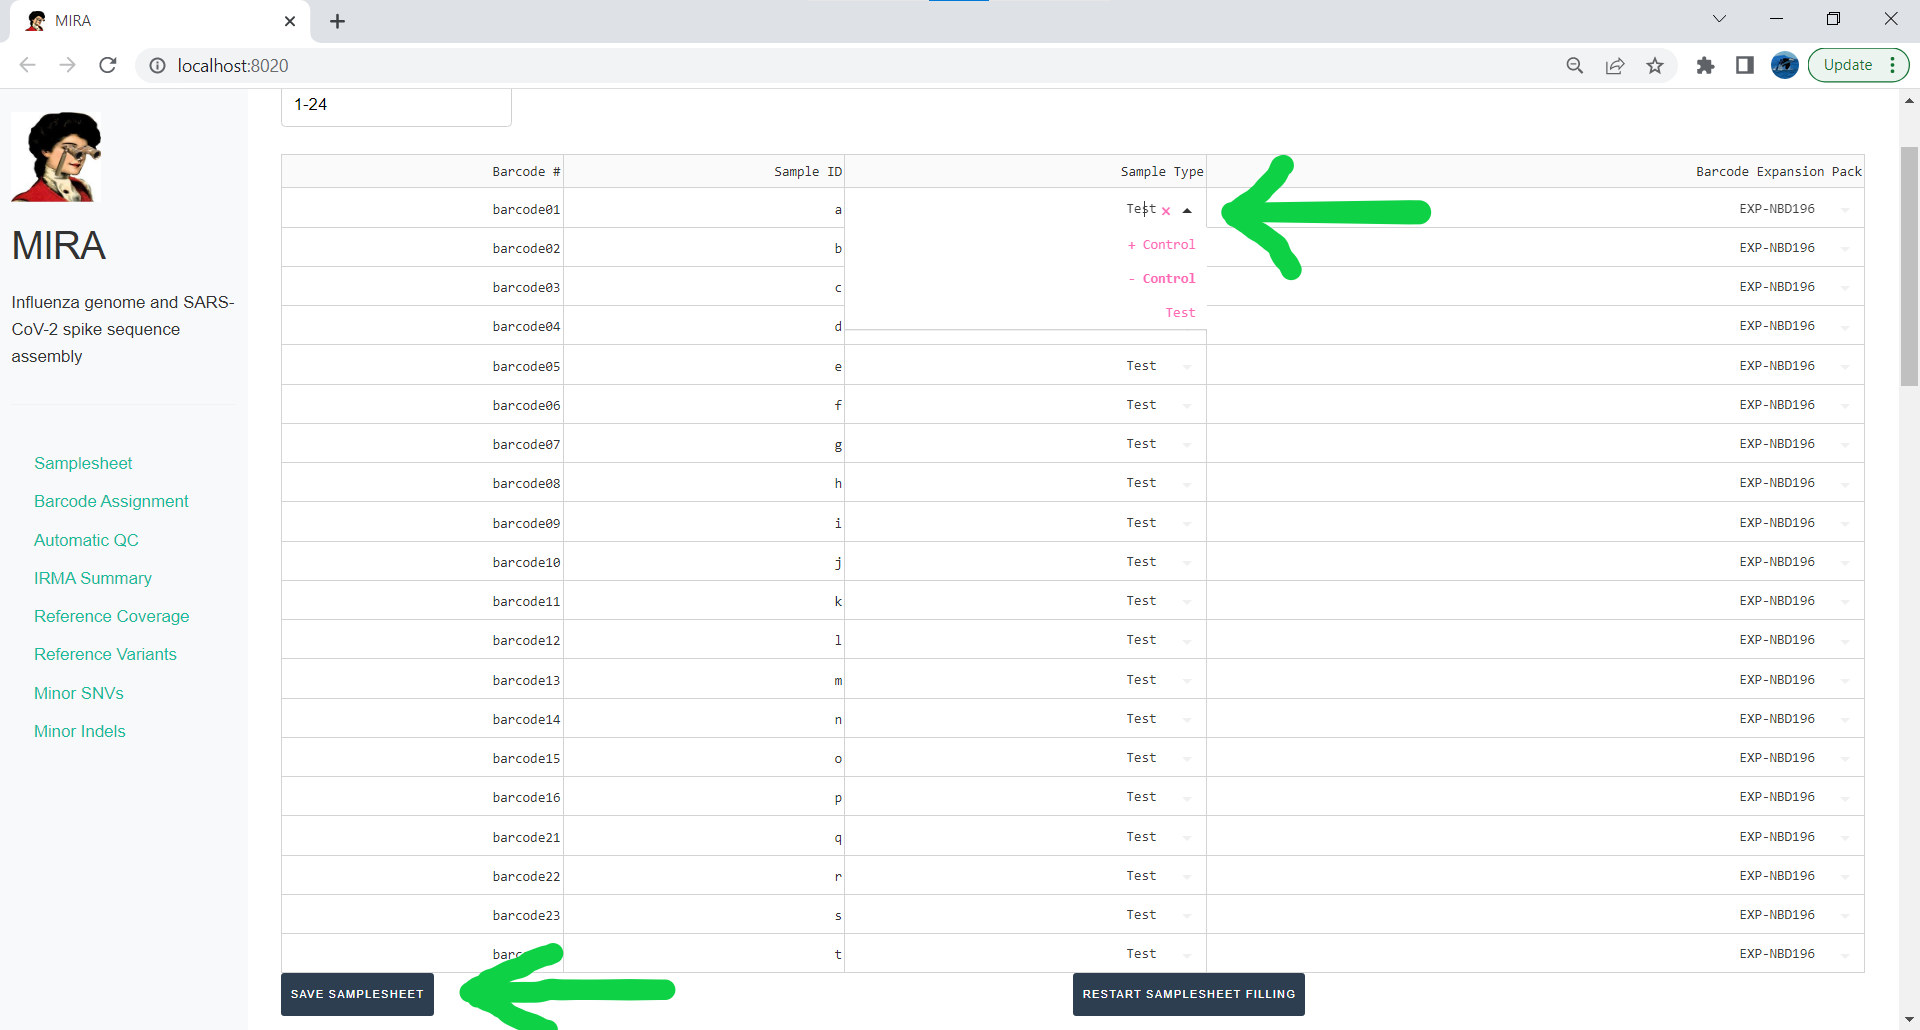 MIRA
localhost:8020
Update
1-24
MIRA
Influenza genome and SARS-
CoV-2 spike sequence
assembly
Samplesheet
Barcode Assignment
Automatic QC
IRMA Summary
Reference Coverage
Reference Variants
Minor SNVs
Minor Indels
Barcode # Sample ID Sample Type Barcode Expansion Pack
barcode01 a Test × EXP-NBD196
+ Control
- Control
Test
barcode02 b EXP-NBD196
barcode03 c EXP-NBD196
barcode04 d EXP-NBD196
barcode05 e Test EXP-NBD196
barcode06 f Test EXP-NBD196
barcode07 g Test EXP-NBD196
barcode08 h Test EXP-NBD196
barcode09 i Test EXP-NBD196
barcode10 j Test EXP-NBD196
barcode11 k Test EXP-NBD196
barcode12 l Test EXP-NBD196
barcode13 m Test EXP-NBD196
barcode14 n Test EXP-NBD196
barcode15 o Test EXP-NBD196
barcode16 p Test EXP-NBD196
barcode21 q Test EXP-NBD196
barcode22 r Test EXP-NBD196
barcode23 s Test EXP-NBD196
t Test EXP-NBD196
SAVE SAMPLESHEET
RESTART SAMPLESHEET FILLING